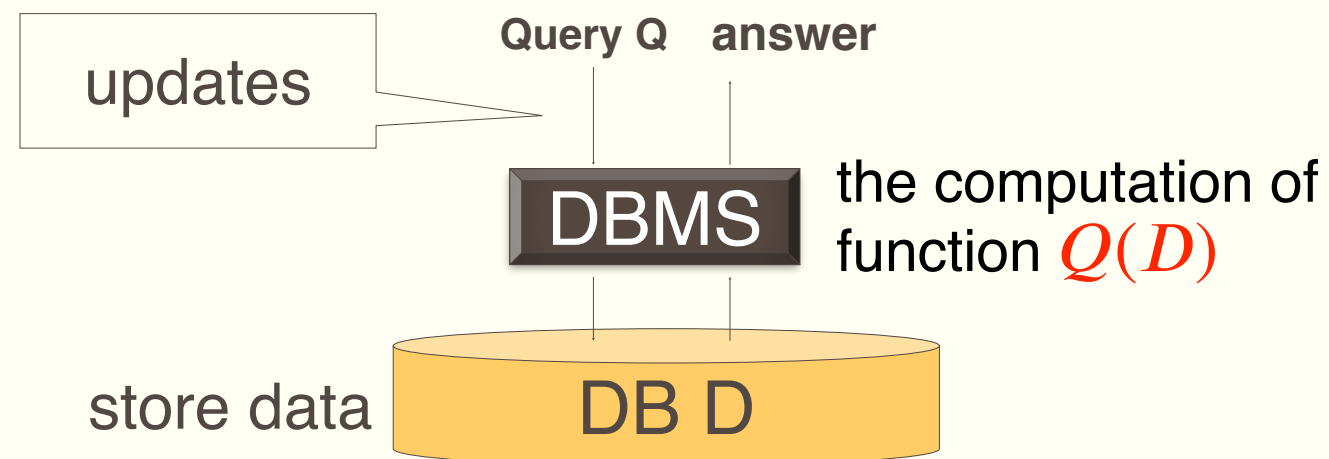 Query Q answer
updates
the computation of
DBMS
function Q(D)
store data
DB D